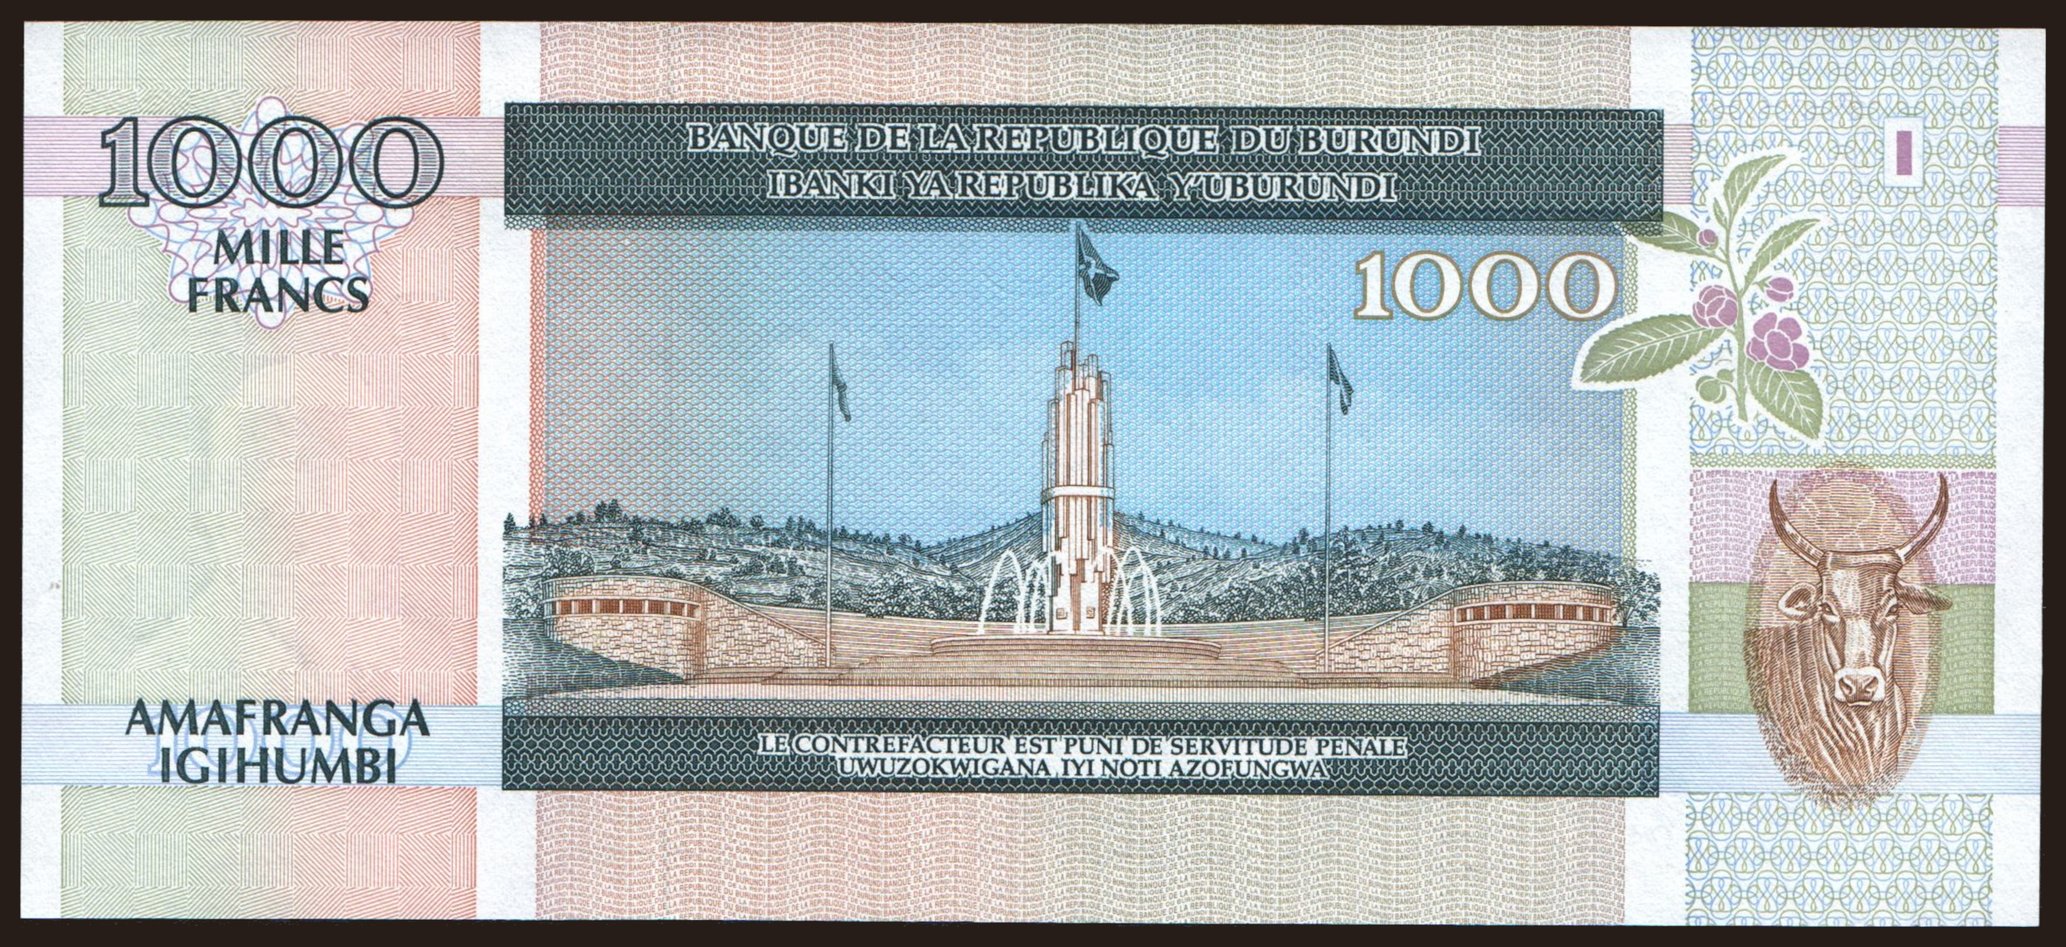 BANQUE DE LA REPUBLIQUE DU BURUNDI
IBANKI YA REPUBLIKA Y'UBURUNDI
1000
MILLE
FRANCS
1000
AMAFRANGA
IGIHUMBI
1000
LE CONTREFACTEUR EST PUNI DE SERVITUDE PENALE
UWUZOKWIGANA IYI NOTI AZOFUNGWA